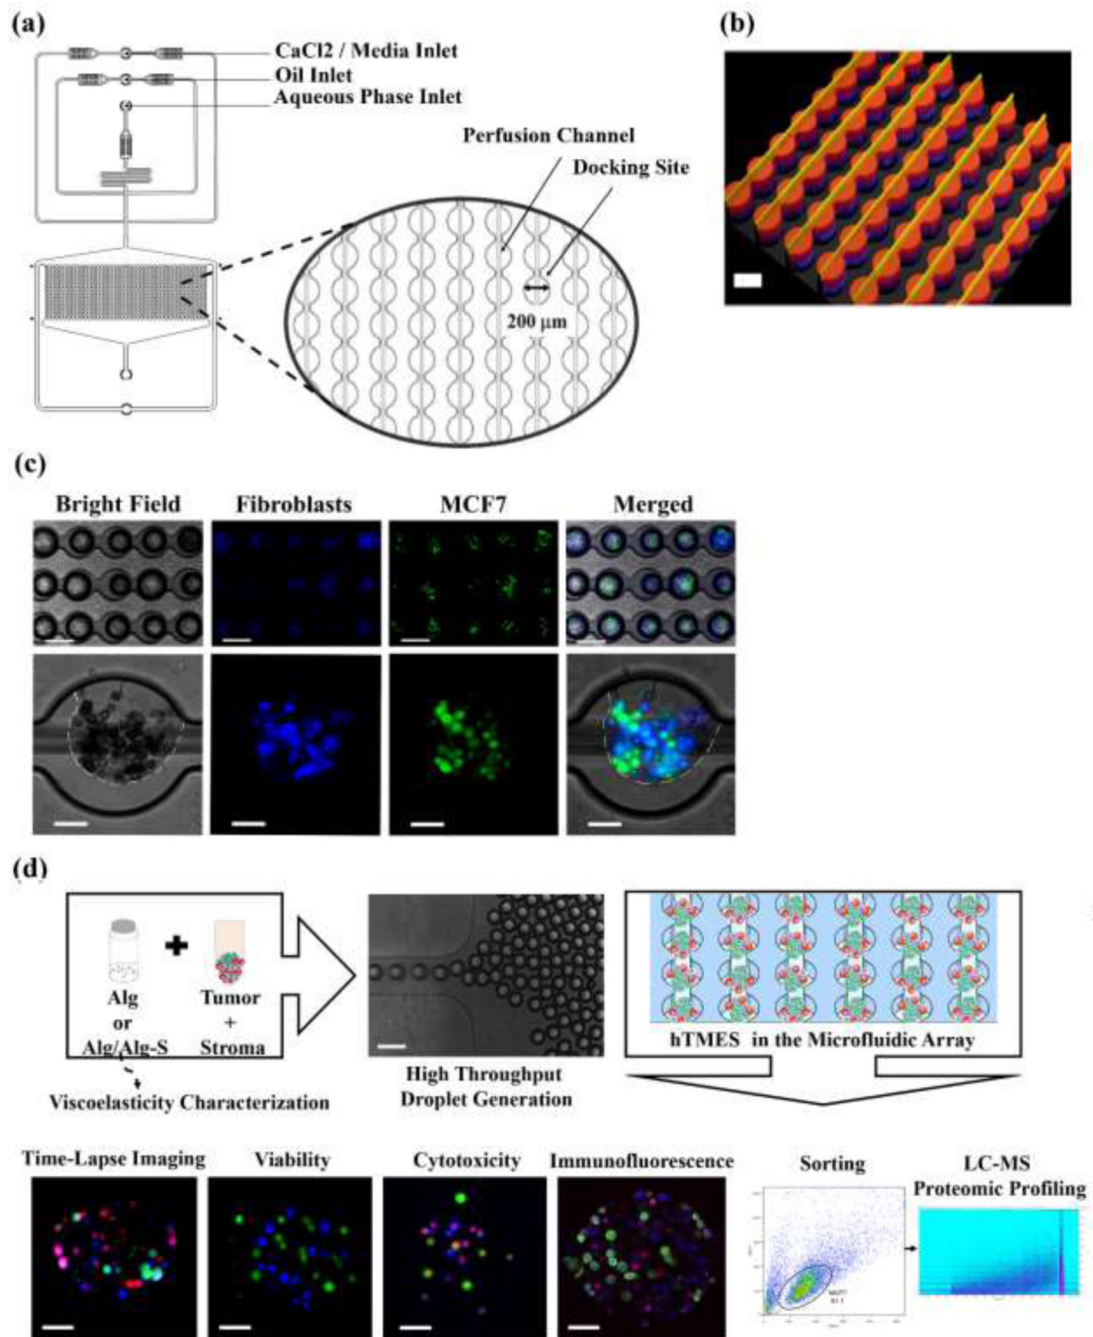 (a)
CaCl2 / Media Inlet
Oil Inlet
Aqueous Phase Inlet
Perfusion Channel
Docking Site
200 μm
(b)
(c)
Bright Field
Fibroblasts
MCF7
Merged
(d)
Alg
or
Alg/Alg-S
Tumor
+
Stroma
Viscoelasticity Characterization
High Throughput
Droplet Generation
hTMES in the Microfluidic Array
Time-Lapse Imaging
Viability
Cytotoxicity
Immunofluorescence
Sorting
LC-MS
Proteomic Profiling